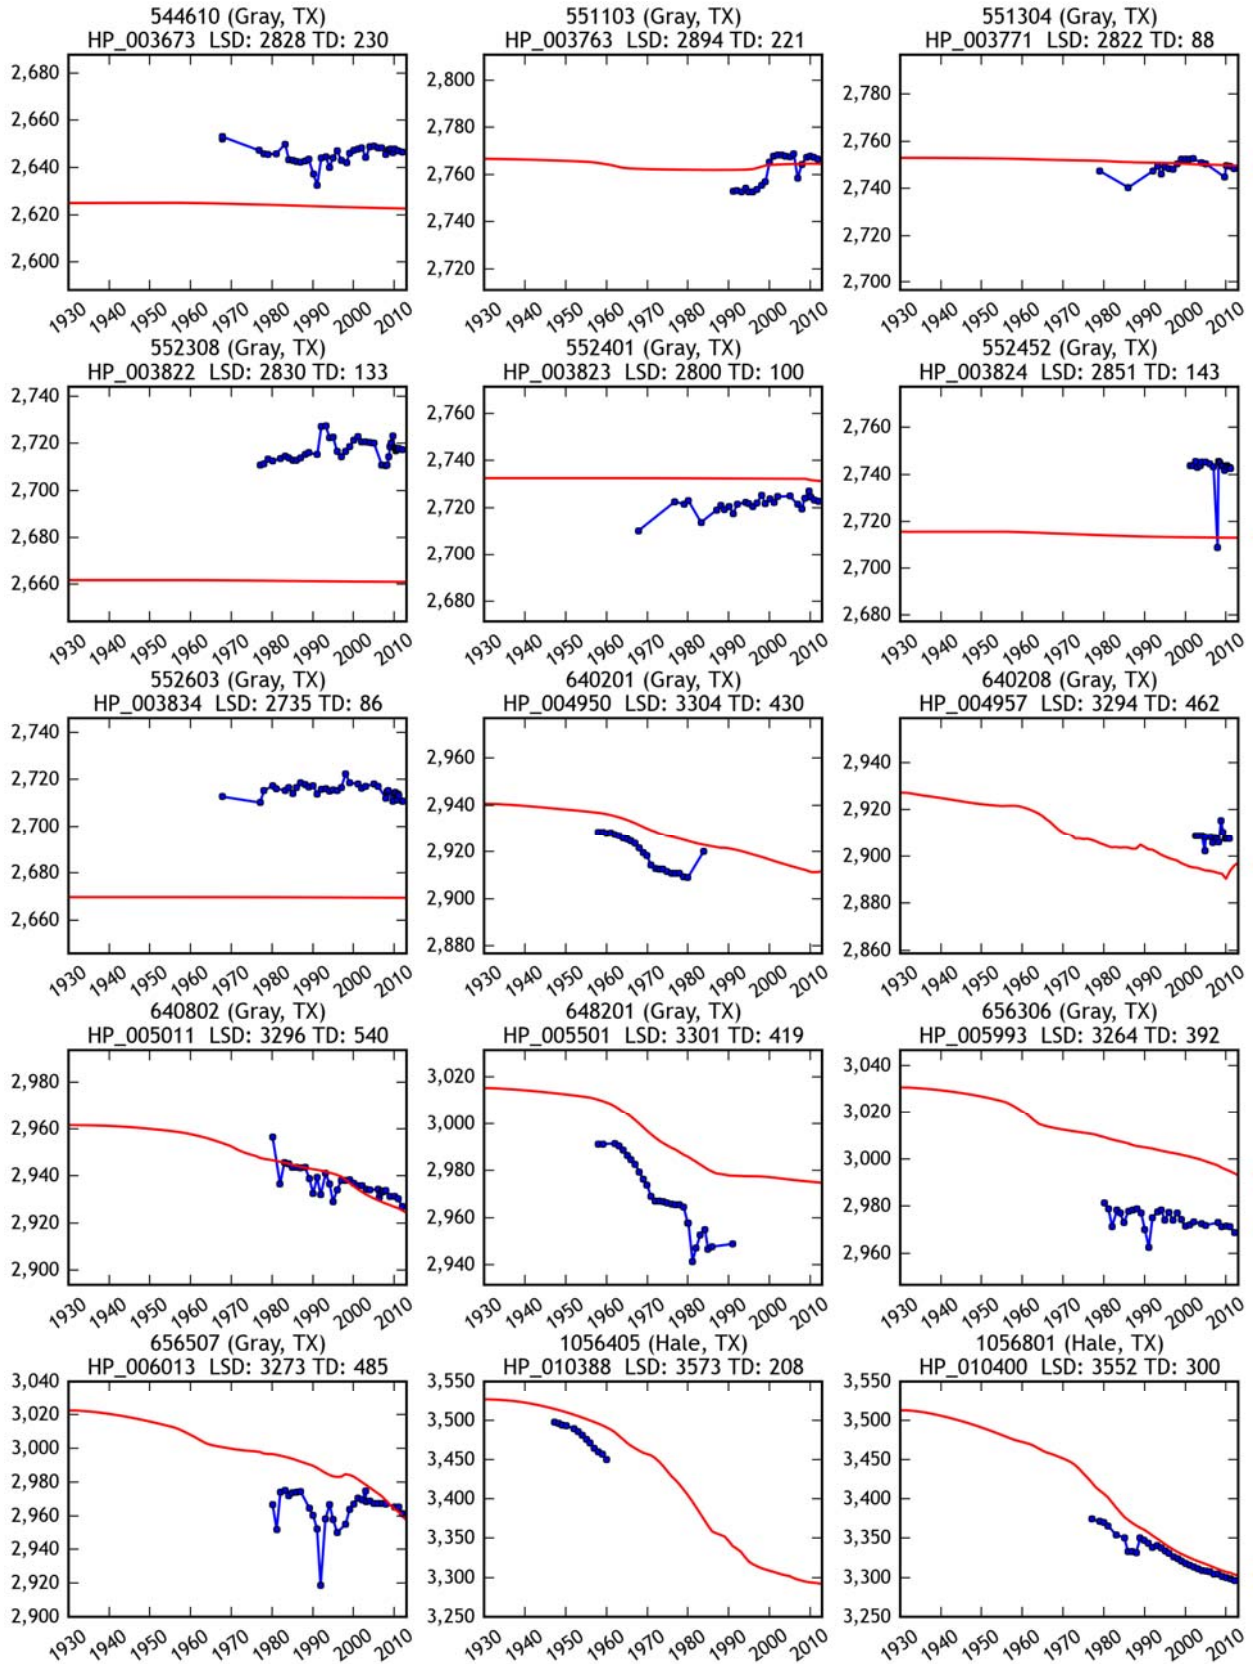 544610 (Gray, TX)
HP_003673 LSD: 2828 TD: 230
2,680
2,660
2,640
2,620
2,600
1930 1940 1950 1960 1970 1980 1990 2000 2010
551103 (Gray, TX)
HP_003763 LSD: 2894 TD: 221
2,800
2,780
2,760
2,740
2,720
1930 1940 1950 1960 1970 1980 1990 2000 2010
551304 (Gray, TX)
HP_003771 LSD: 2822 TD: 88
2,780
2,760
2,740
2,720
2,700
1930 1940 1950 1960 1970 1980 1990 2000 2010
552308 (Gray, TX)
HP_003822 LSD: 2830 TD: 133
2,740
2,720
2,700
2,680
2,660
1930 1940 1950 1960 1970 1980 1990 2000 2010
552401 (Gray, TX)
HP_003823 LSD: 2800 TD: 100
2,760
2,740
2,720
2,700
2,680
1930 1940 1950 1960 1970 1980 1990 2000 2010
552452 (Gray, TX)
HP_003824 LSD: 2851 TD: 143
2,760
2,740
2,720
2,700
2,680
1930 1940 1950 1960 1970 1980 1990 2000 2010
552603 (Gray, TX)
HP_003834 LSD: 2735 TD: 86
2,740
2,720
2,700
2,680
2,660
1930 1940 1950 1960 1970 1980 1990 2000 2010
640201 (Gray, TX)
HP_004950 LSD: 3304 TD: 430
2,960
2,940
2,920
2,900
2,880
1930 1940 1950 1960 1970 1980 1990 2000 2010
640208 (Gray, TX)
HP_004957 LSD: 3294 TD: 462
2,940
2,920
2,900
2,880
2,860
1930 1940 1950 1960 1970 1980 1990 2000 2010
640802 (Gray, TX)
HP_005011 LSD: 3296 TD: 540
2,980
2,960
2,940
2,920
2,900
1930 1940 1950 1960 1970 1980 1990 2000 2010
648201 (Gray, TX)
HP_005501 LSD: 3301 TD: 419
3,020
3,000
2,980
2,960
2,940
1930 1940 1950 1960 1970 1980 1990 2000 2010
656306 (Gray, TX)
HP_005993 LSD: 3264 TD: 392
3,040
3,020
3,000
2,980
2,960
1930 1940 1950 1960 1970 1980 1990 2000 2010
656507 (Gray, TX)
HP_006013 LSD: 3273 TD: 485
3,040
3,020
3,000
2,980
2,960
2,940
2,920
2,900
1930 1940 1950 1960 1970 1980 1990 2000 2010
1056405 (Hale, TX)
HP_010388 LSD: 3573 TD: 208
3,550
3,500
3,450
3,400
3,350
3,300
3,250
1930 1940 1950 1960 1970 1980 1990 2000 2010
1056801 (Hale, TX)
HP_010400 LSD: 3552 TD: 300
3,550
3,500
3,450
3,400
3,350
3,300
3,250
1930 1940 1950 1960 1970 1980 1990 2000 2010